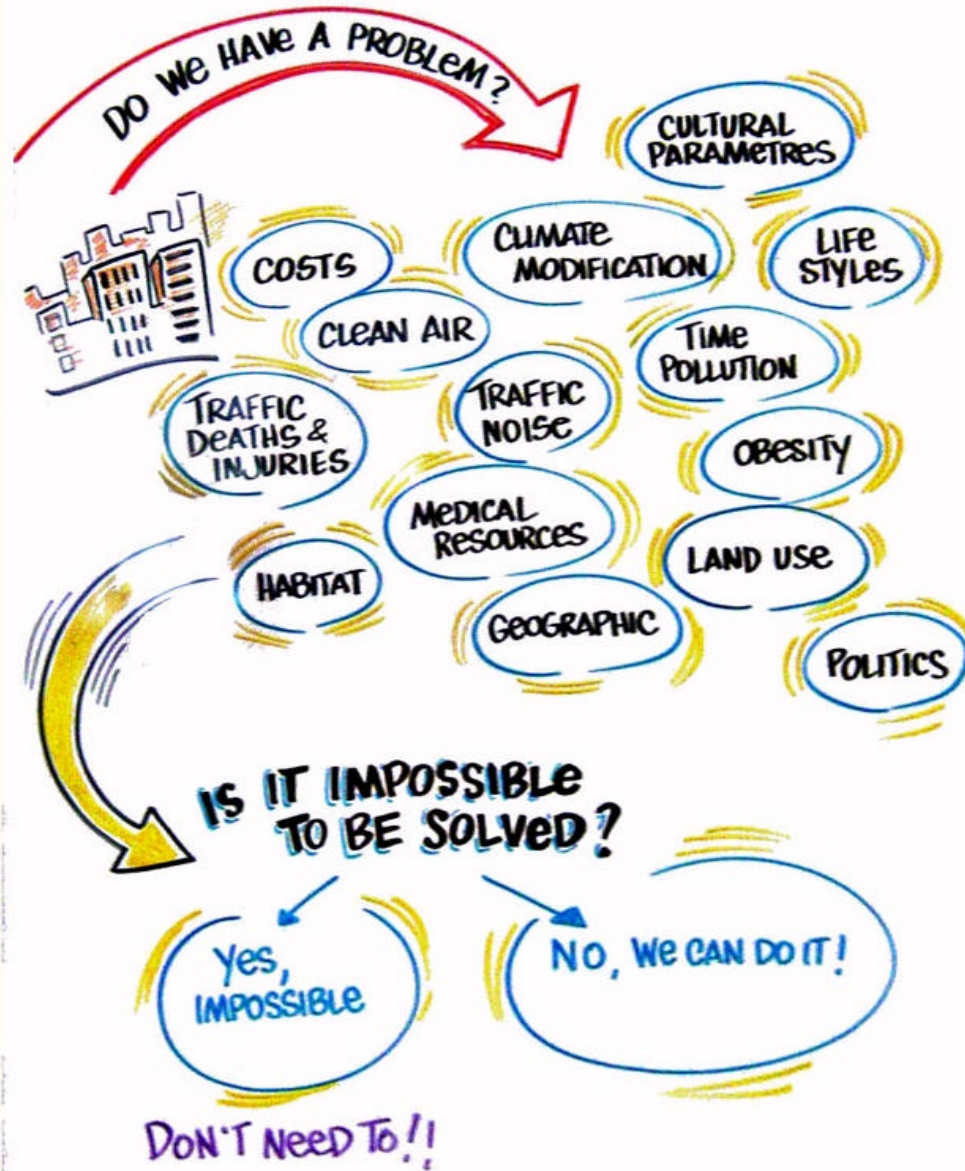 DO WE HAVE A PROBLEM?
CULTURAL
PARAMETRES
COSTS
CLIMATE
MODIFICATION
LIFE
STYLES
CLEAN AIR
TIME
POLLUTION
TRAFFIC
DEATHS &
INJURIES
TRAFFIC
NOISE
OBESITY
MEDICAL
RESOURCES
LAND USE
HABITAT
GEOGRAPHIC
POLITICS
IS IT IMPOSSIBLE
TO BE SOLVED?
Yes,
IMPOSSIBLE
NO, WE CAN DO IT!
DON'T NEED TO!!